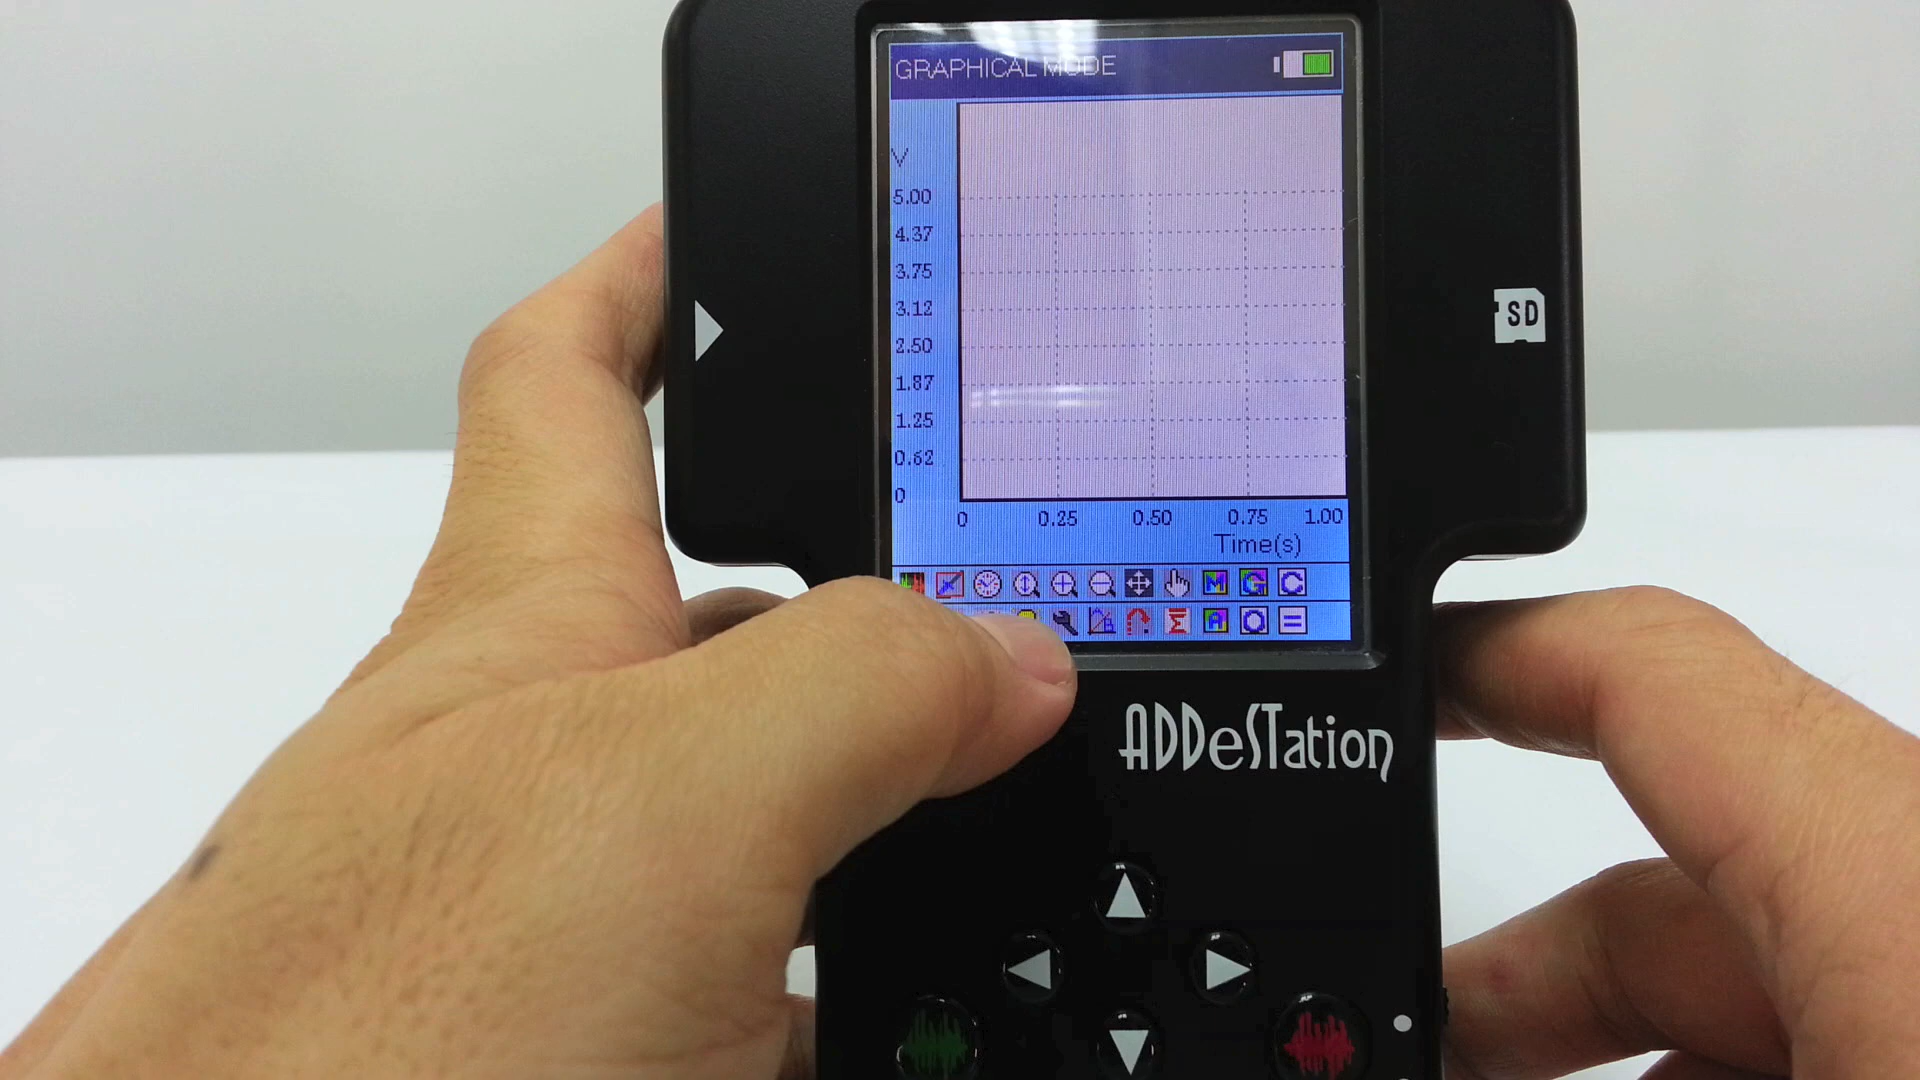 GRAPHICAL MODE
V
5.00
4.37
3.75
3.12
2.50
1.87
1.25
0.62
0
0 0.25 0.50 0.75 1.00
Time(s)
M G C
A Q =
SD
ADDeSTation